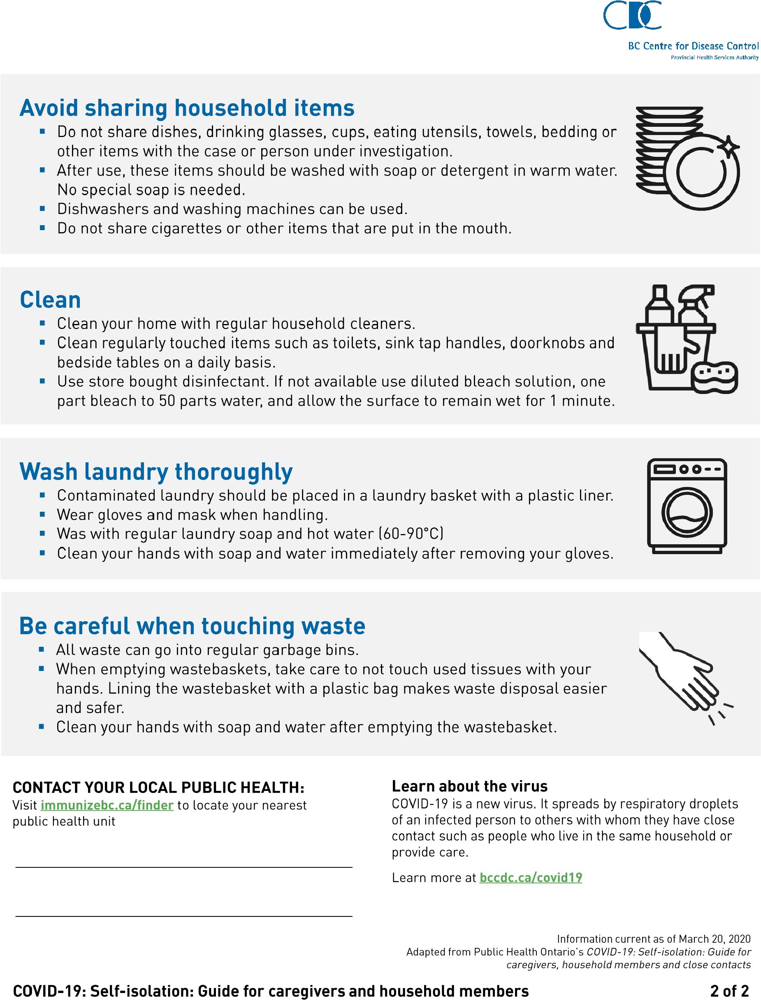 CDC
BC Centre for Disease Control
Provincial Health Services Authority
Avoid sharing household items
▪ Do not share dishes, drinking glasses, cups, eating utensils, towels, bedding or
other items with the case or person under investigation.
▪ After use, these items should be washed with soap or detergent in warm water.
No special soap is needed.
▪ Dishwashers and washing machines can be used.
▪ Do not share cigarettes or other items that are put in the mouth.
Clean
▪ Clean your home with regular household cleaners.
▪ Clean regularly touched items such as toilets, sink tap handles, doorknobs and
bedside tables on a daily basis.
▪ Use store bought disinfectant. If not available use diluted bleach solution, one
part bleach to 50 parts water, and allow the surface to remain wet for 1 minute.
Wash laundry thoroughly
▪ Contaminated laundry should be placed in a laundry basket with a plastic liner.
▪ Wear gloves and mask when handling.
▪ Was with regular laundry soap and hot water (60-90°C)
▪ Clean your hands with soap and water immediately after removing your gloves.
Be careful when touching waste
▪ All waste can go into regular garbage bins.
▪ When emptying wastebaskets, take care to not touch used tissues with your
hands. Lining the wastebasket with a plastic bag makes waste disposal easier
and safer.
▪ Clean your hands with soap and water after emptying the wastebasket.
CONTACT YOUR LOCAL PUBLIC HEALTH:
Visit immunizebc.ca/finder to locate your nearest
public health unit
Learn about the virus
COVID-19 is a new virus. It spreads by respiratory droplets
of an infected person to others with whom they have close
contact such as people who live in the same household or
provide care.
Learn more at bccdc.ca/covid19
Information current as of March 20, 2020
Adapted from Public Health Ontario's COVID-19: Self-isolation: Guide for
caregivers, household members and close contacts
COVID-19: Self-isolation: Guide for caregivers and household members
2 of 2